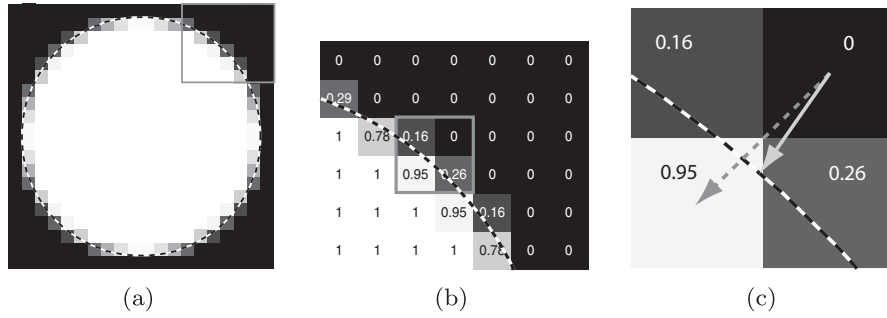 0 0 0 0 0 0 0
0.29 0 0 0 0 0 0
1 0.78 0.16 0 0 0 0
1 1 0.95 0.26 0 0 0
1 1 1 0.95 0.16 0 0
1 1 1 1 0.78 0 0
0.16 0
0.95 0.26
(a) (b) (c)